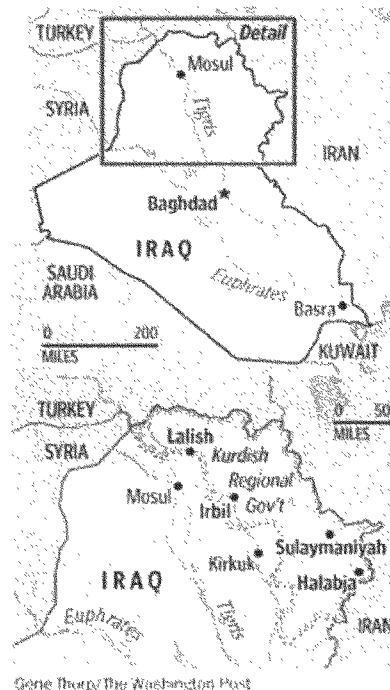 TURKEY
Detail
Mosul
SYRIA
Tigris
IRAN
Baghdad
IRAQ
SAUDI
ARABIA
Euphrates
Basra
0 200
MILES
KUWAIT
TURKEY
0 50
MILES
SYRIA
Lalish
Kurdish
Regional
Gov't
Mosul
Irbil
Sulaymaniyah
Kirkuk
Halabja
IRAQ
Euphrates
Tigris
IRAN
Gene Thorp/The Washington Post